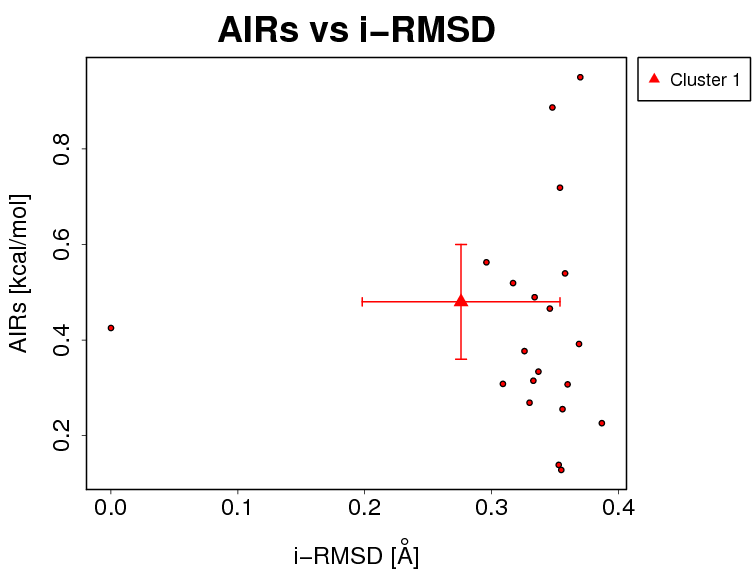 AIRs vs i−RMSD
Cluster 1
AIRs [kcal/mol]
0.8
0.6
0.4
0.2
0.0 0.1 0.2 0.3 0.4
i−RMSD [Å]